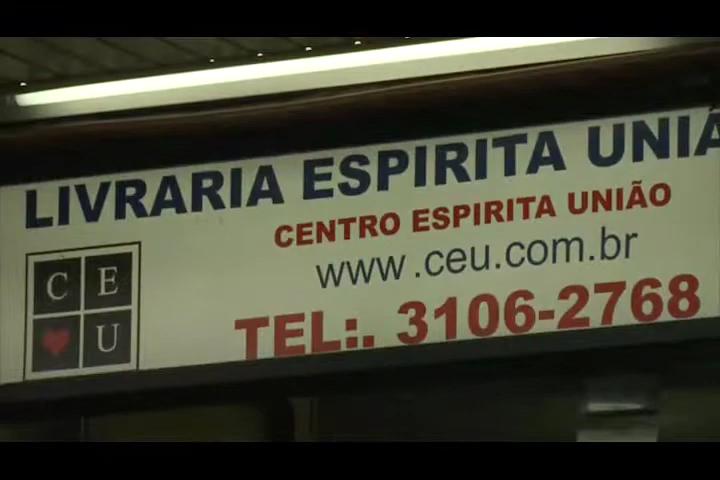 LIVRARIA ESPIRITA UNIÃ
CENTRO ESPIRITA UNIÃO
www.ceu.com.br
TEL:. 3106-2768
C E
U